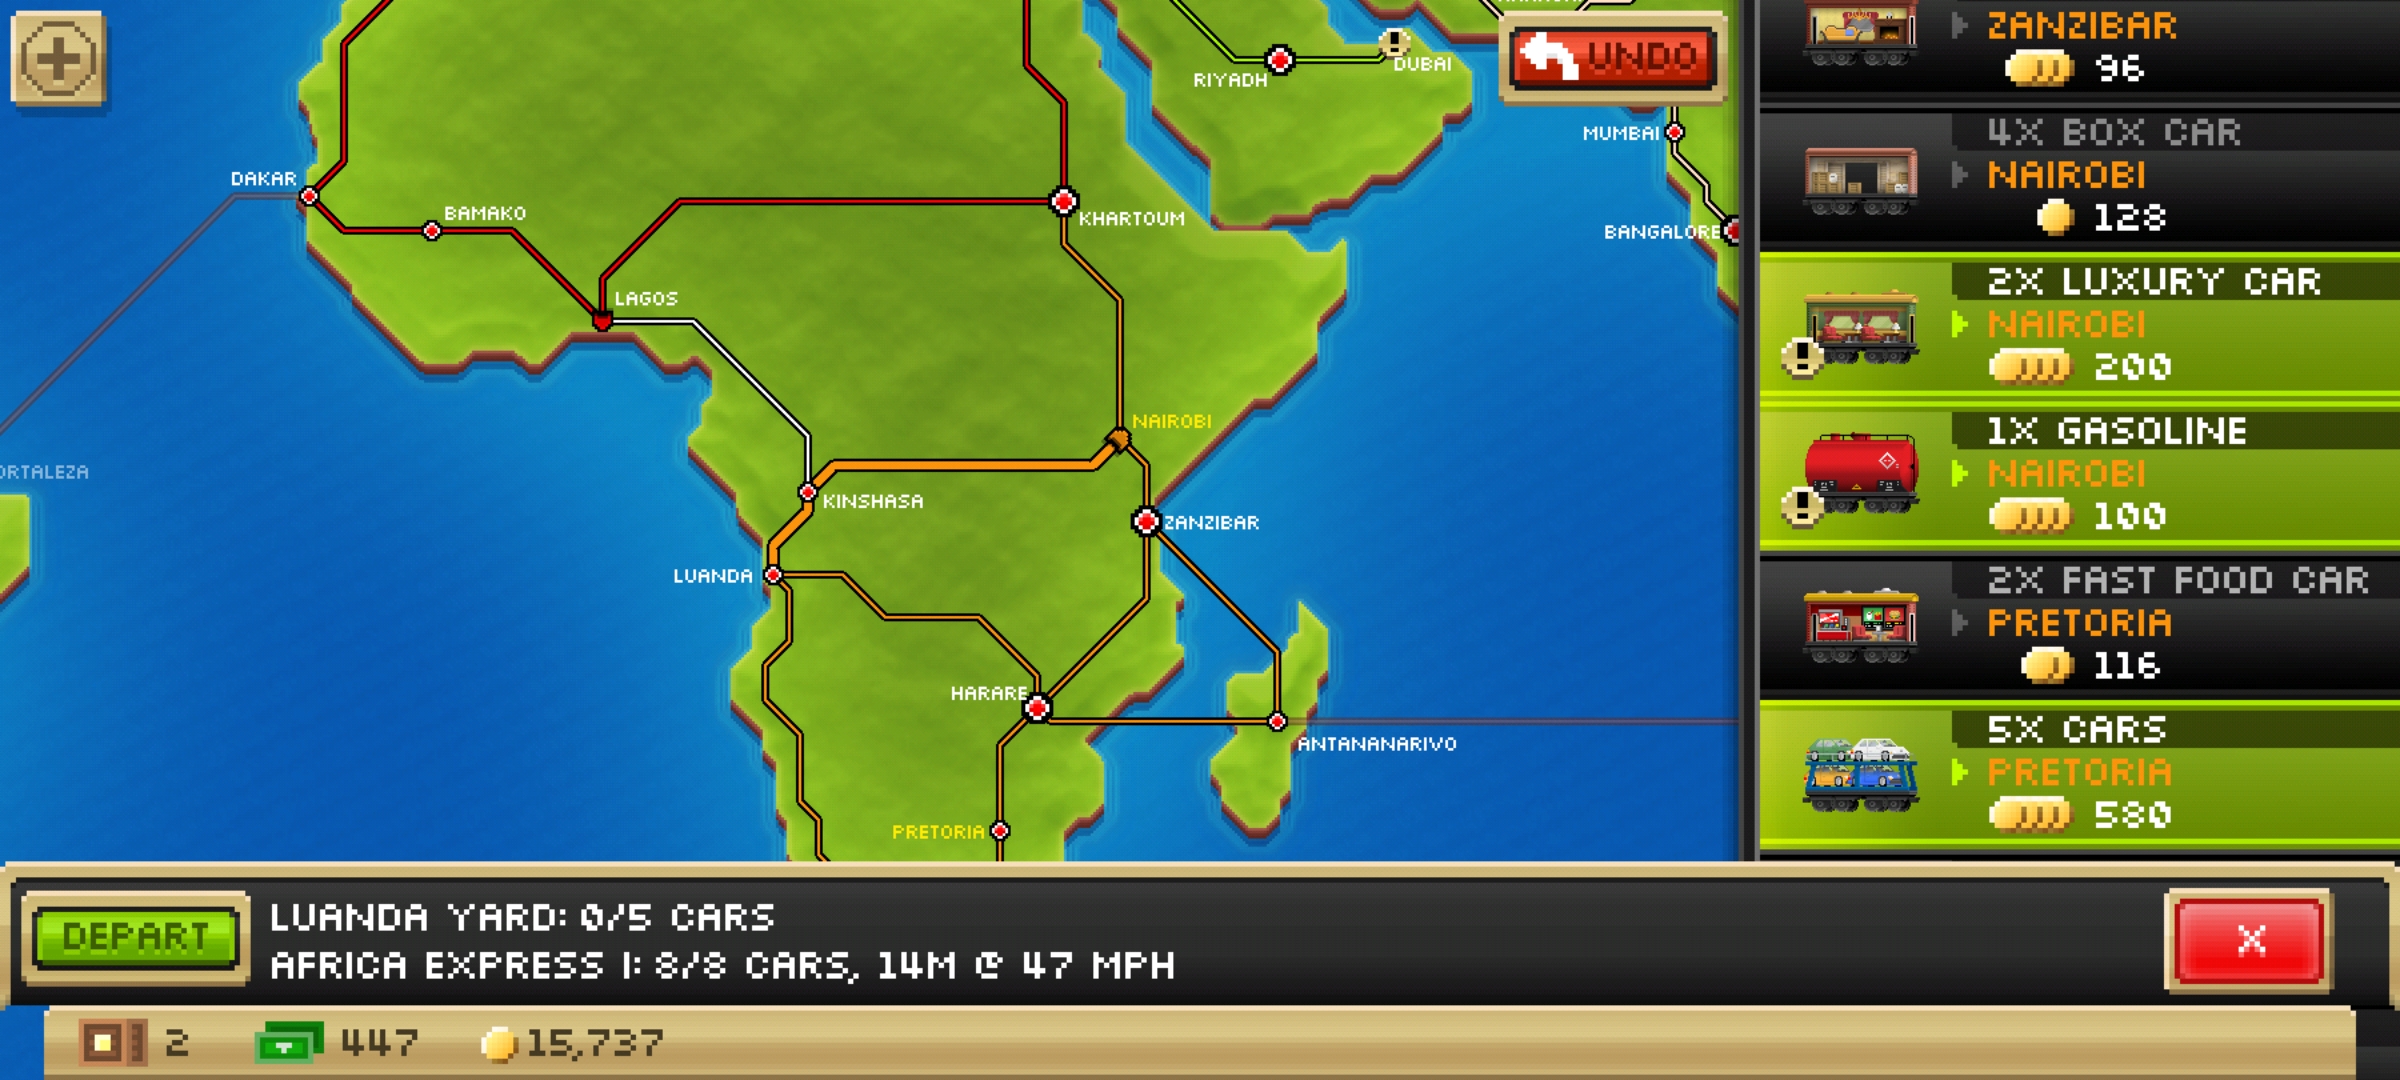 UNDO
RIYADH
DUBAI
MUMBAI
BANGALORE
DAKAR
BAMAKO
KHARTOUM
LAGOS
NAIROBI
ORTALEZA
KINSHASA
ZANZIBAR
LUANDA
HARARE
ANTANANARIVO
PRETORIA
ZANZIBAR
96
4X BOX CAR
NAIROBI
128
2X LUXURY CAR
NAIROBI
200
1X GASOLINE
NAIROBI
100
2X FAST FOOD CAR
PRETORIA
116
5X CARS
PRETORIA
580
DEPART
LUANDA YARD: 0/5 CARS
AFRICA EXPRESS I: 8/8 CARS, 14M @ 47 MPH
X
2
447
15,737